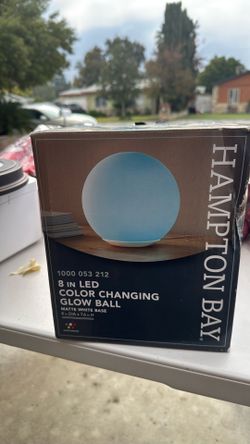 HAMPTON BAY
1000 053 212
8 IN LED
COLOR CHANGING
GLOW BALL
MATTE WHITE BASE